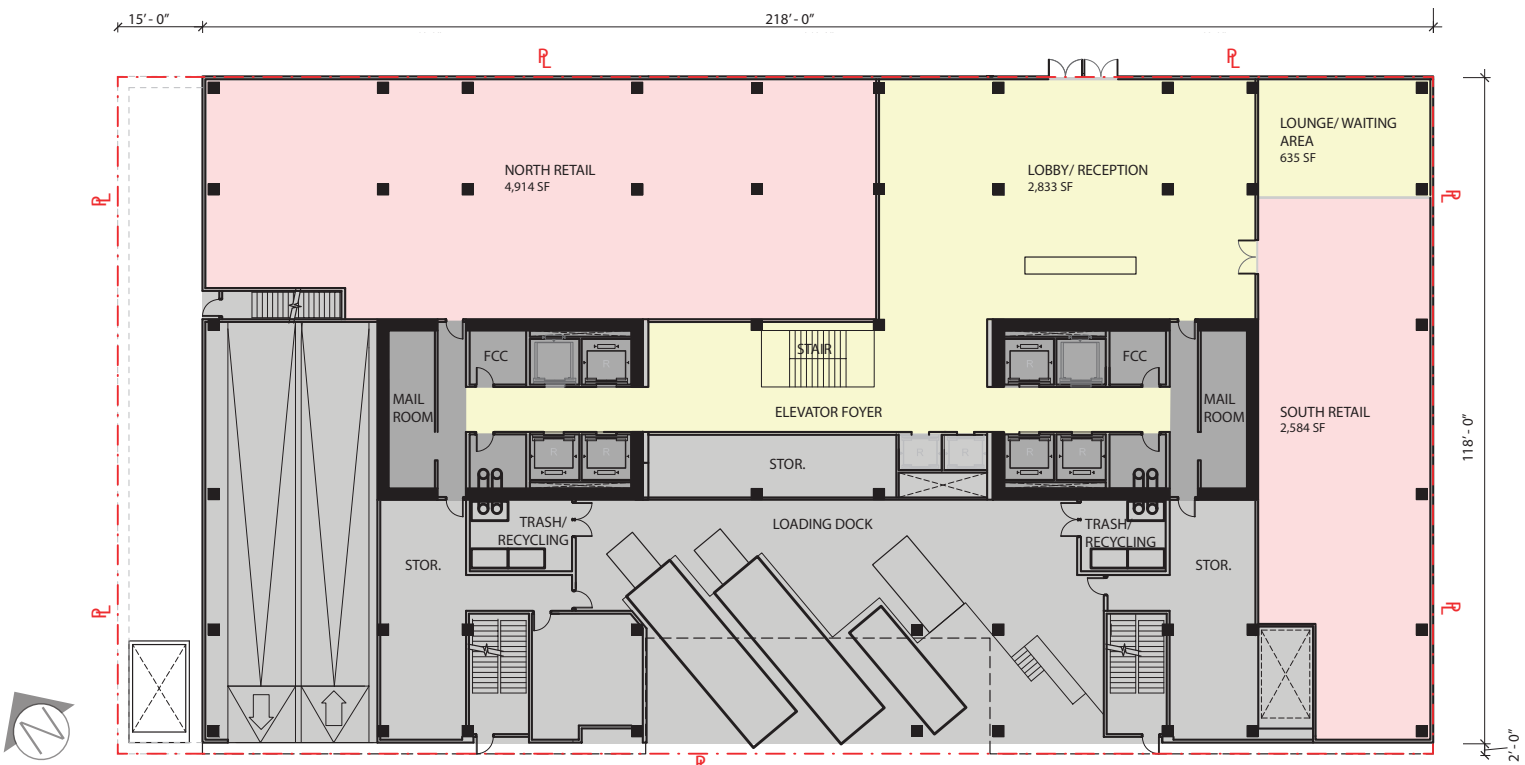 15' - 0"
218' - 0"
PL
PL
LOUNGE/ WAITING
AREA
635 SF
NORTH RETAIL
4,914 SF
LOBBY/ RECEPTION
2,833 SF
PL
PL
STAIR
FCC
R
R
FCC
MAIL
ROOM
ELEVATOR FOYER
MAIL
ROOM
SOUTH RETAIL
2,584 SF
118' - 0"
R
R
R
R
R
R
STOR.
TRASH/
RECYCLING
LOADING DOCK
TRASH/
RECYCLING
STOR.
STOR.
PL
PL
N
2' - 0"
PL